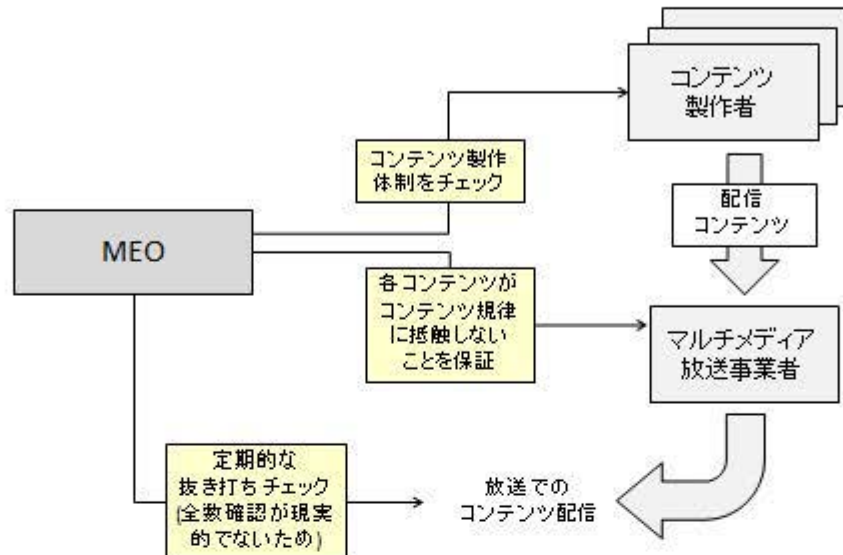 コンテンツ
製作者
コンテンツ製作
体制をチェック
配信
コンテンツ
MEO
各コンテンツが
コンテンツ規律
に抵触しない
ことを保証
マルチメディア
放送事業者
定期的な
抜き打ちチェック
(全数確認が現実
的でないため)
放送での
コンテンツ配信